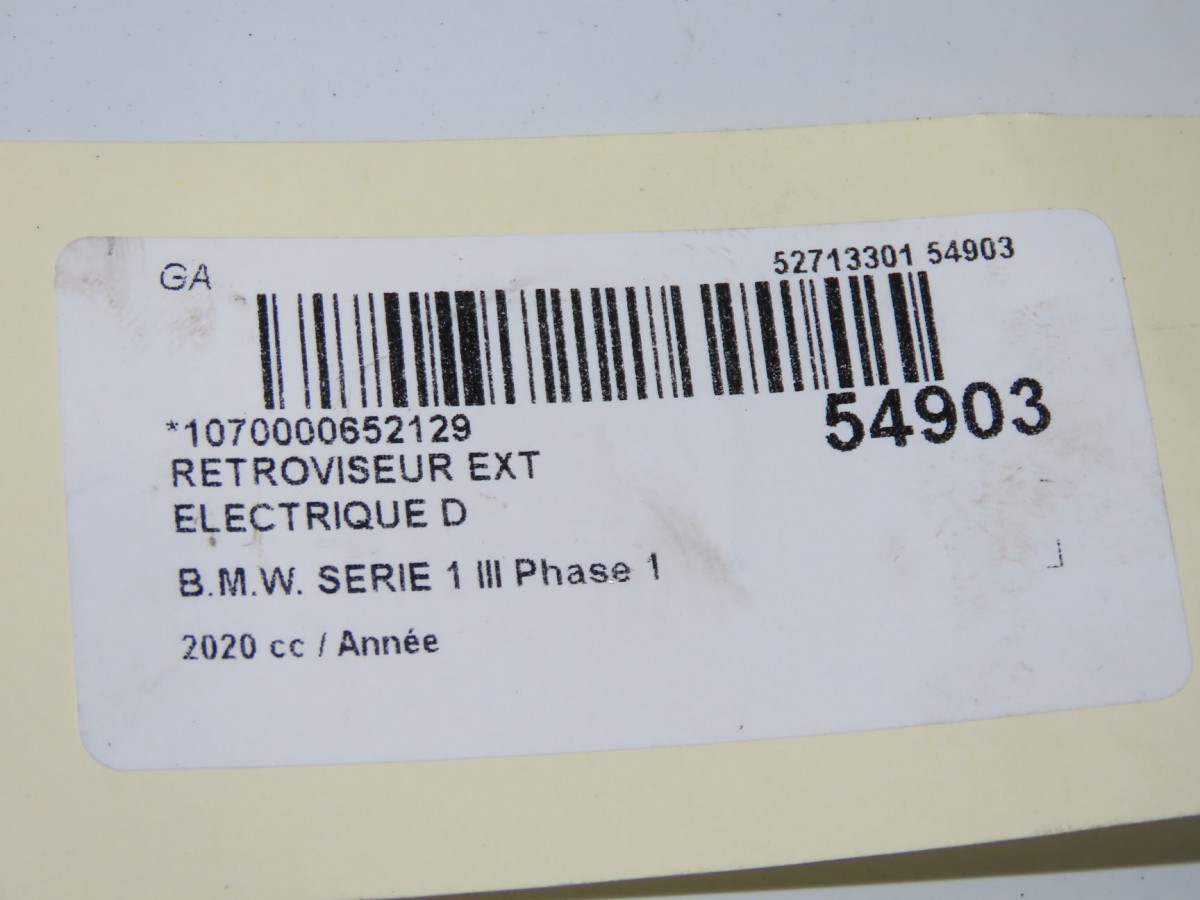 GA
52713301 54903
*1070000652129
54903
RETROVISEUR EXT
ELECTRIQUE D
B.M.W. SERIE 1 III Phase 1
2020 cc / Année